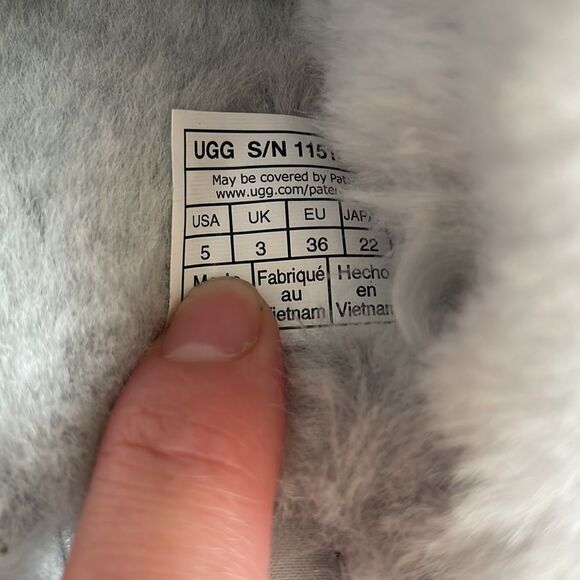 UGG S/N 115
May be covered by Pat
www.ugg.com/pate
USA UK EU JAPA
5 3 36 22
Fabriqué Hecho
au en
Vietnam Vietnam